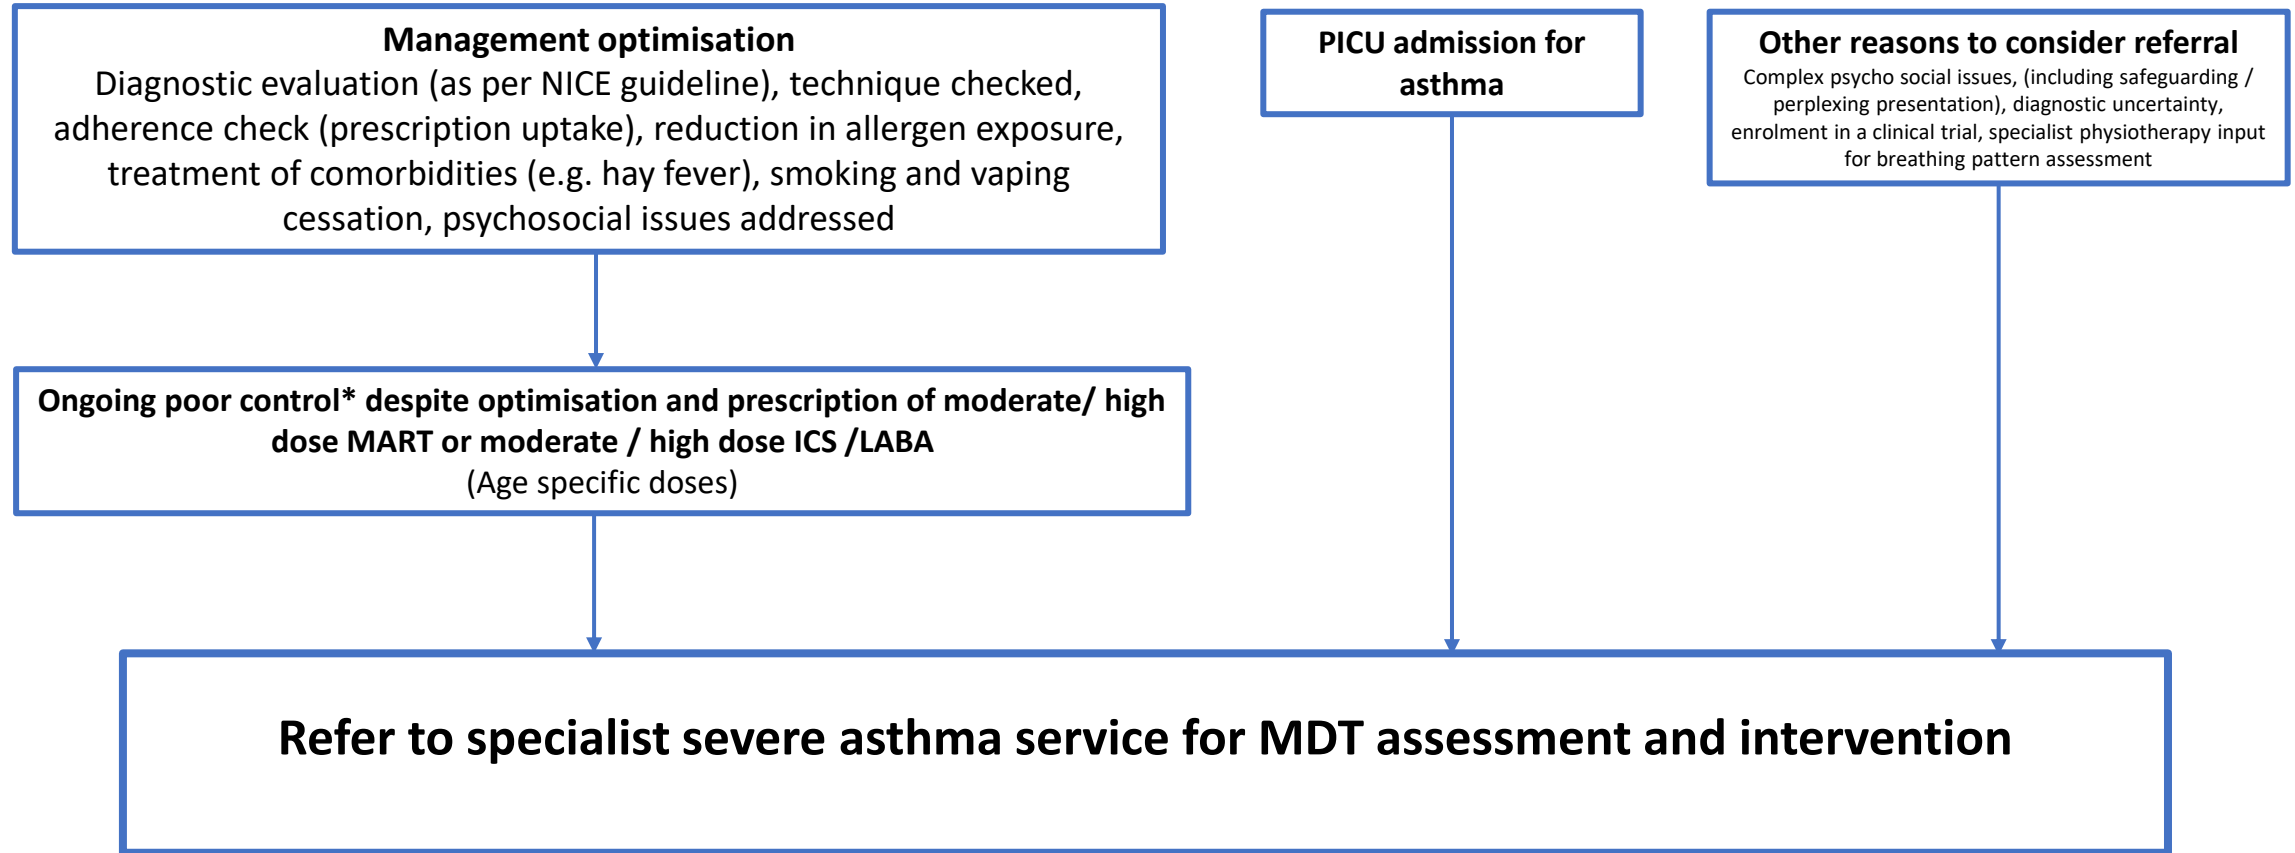 Management optimisation
Diagnostic evaluation (as per NICE guideline), technique checked,
adherence check (prescription uptake), reduction in allergen exposure,
treatment of comorbidities (e.g. hay fever), smoking and vaping
cessation, psychosocial issues addressed
PICU admission for
asthma
Other reasons to consider referral
Complex psycho social issues, (including safeguarding /
perplexing presentation), diagnostic uncertainty,
enrolment in a clinical trial, specialist physiotherapy input
for breathing pattern assessment
Ongoing poor control* despite optimisation and prescription of moderate/ high
dose MART or moderate / high dose ICS /LABA
(Age specific doses)
Refer to specialist severe asthma service for MDT assessment and intervention